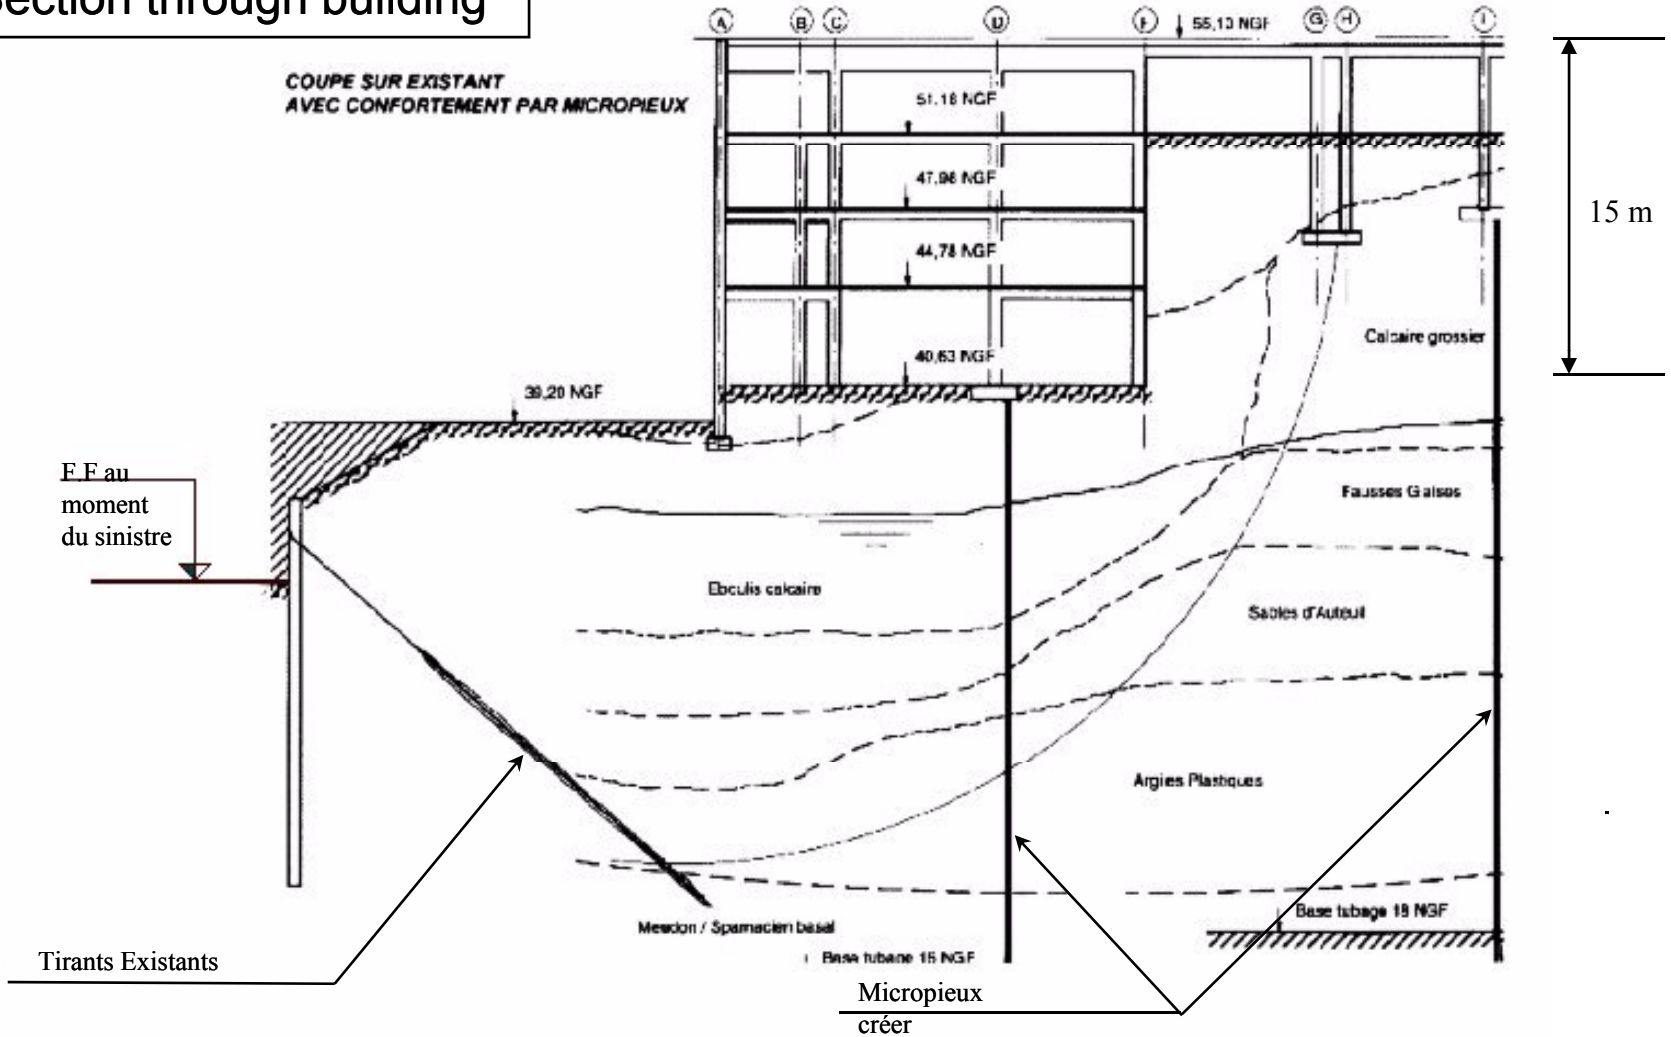 section through building
A B C D F 55,10 NGF G H I
COUPE SUR EXISTANT
AVEC CONFORTEMENT PAR MICROPIEUX
51.18 NGF
47,98 NGF
15 m
44,78 NGF
Calcaire grossier
40,63 NGF
39,20 NGF
F.F au
moment
du sinistre
Fausses Glaises
Eboulis calcaire
Sables d'Auteuil
Argiles Plastiques
Base tubage 18 NGF
Meudon / Sparnacien basal
Base tubage 15 NGF
Tirants Existants
Micropieux
créer